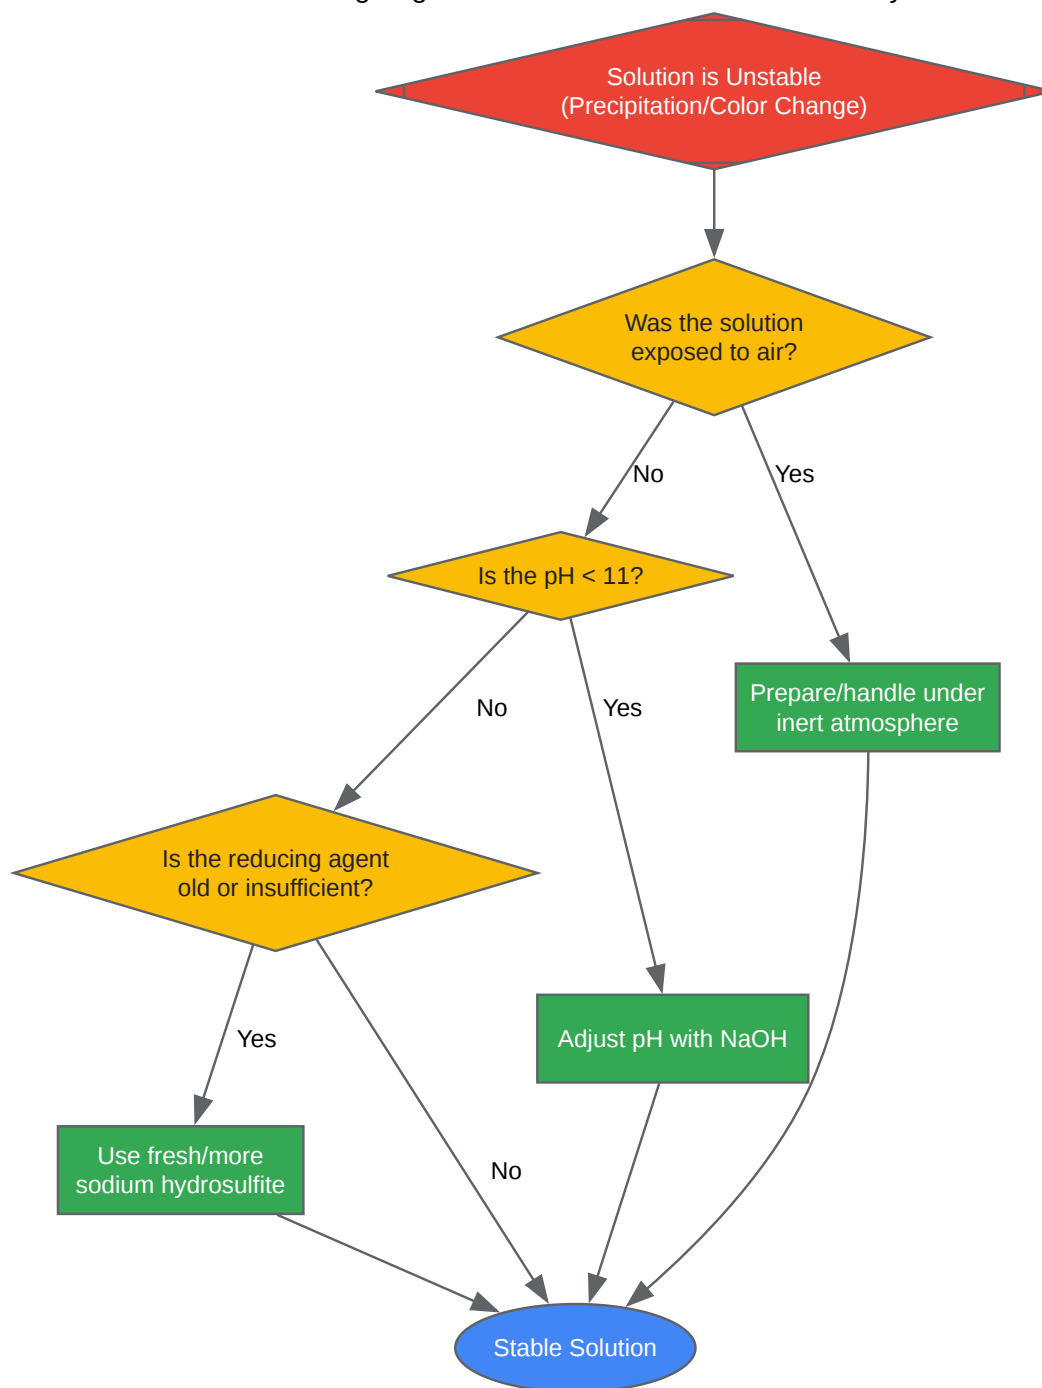 Solution is Unstable
(Precipitation/Color Change)
Was the solution
exposed to air?
No
Yes
Is the pH < 11?
No
Yes
Prepare/handle under
inert atmosphere
Is the reducing agent
old or insufficient?
Yes
Adjust pH with NaOH
Use fresh/more
sodium hydrosulfite
No
Stable Solution